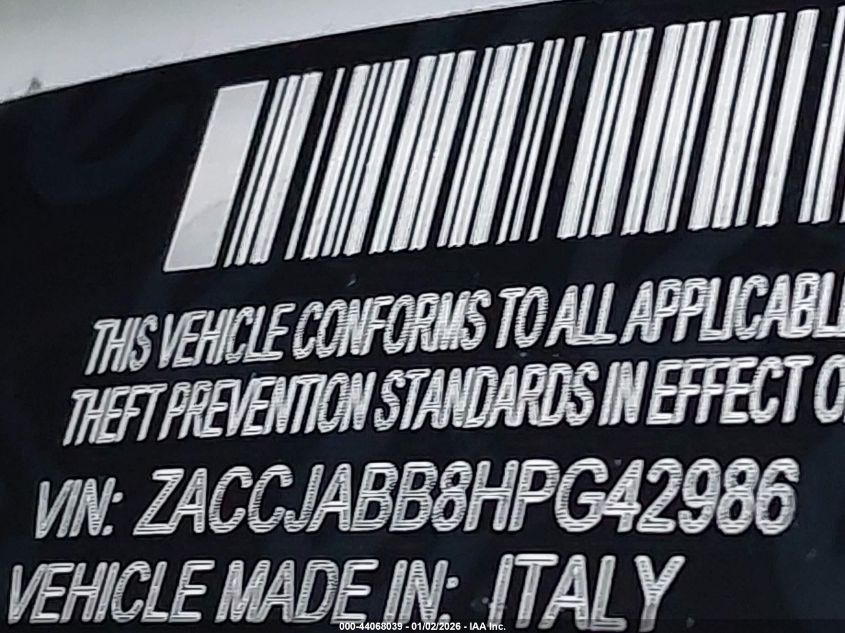 THIS VEHICLE CONFORMS TO ALL
THEFT PREVENTION STANDARDS IN EFFECT
VIN: ZACCJABB8HPG42986
VEHICLE MADE IN: ITALY
000-44068039 - 01/02/2026 - IAA Inc.